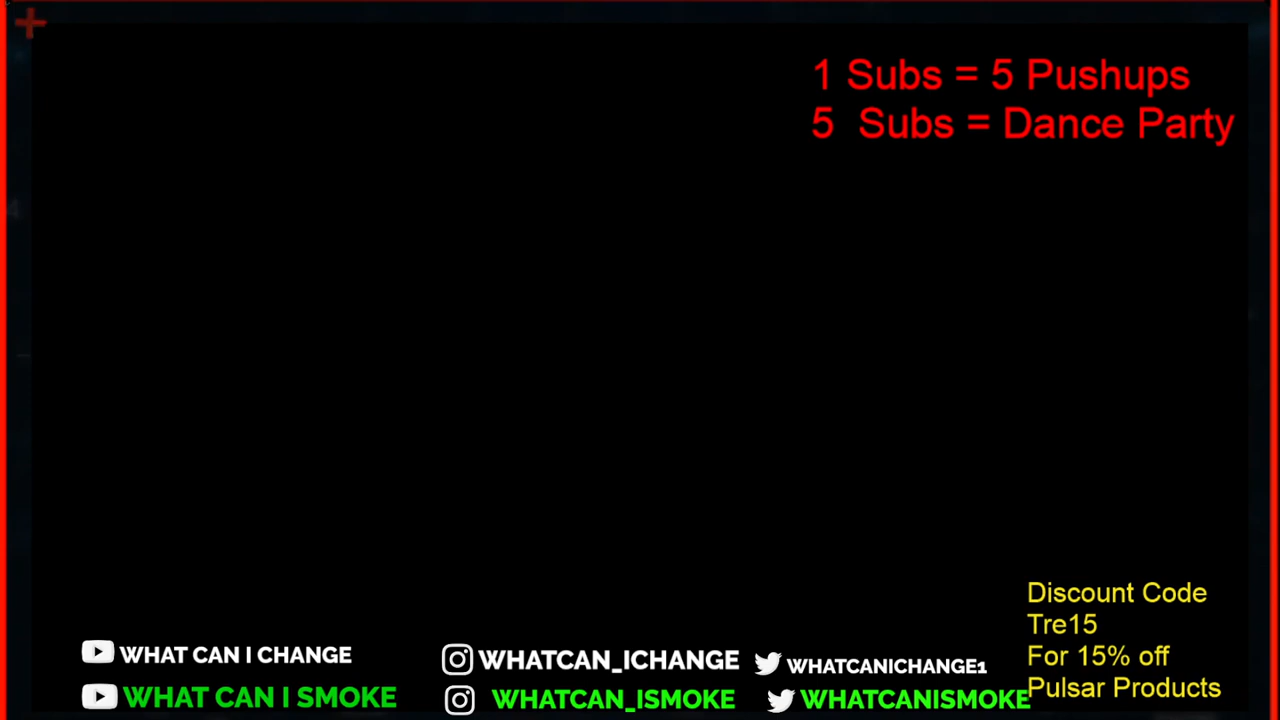 1 Subs = 5 Pushups
5 Subs = Dance Party
Discount Code
Tre15
For 15% off
Pulsar Products
WHAT CAN I CHANGE
WHATCAN_ICHANGE
WHATCANICHANGE1
WHAT CAN I SMOKE
WHATCAN_ISMOKE
WHATCANISMOKE